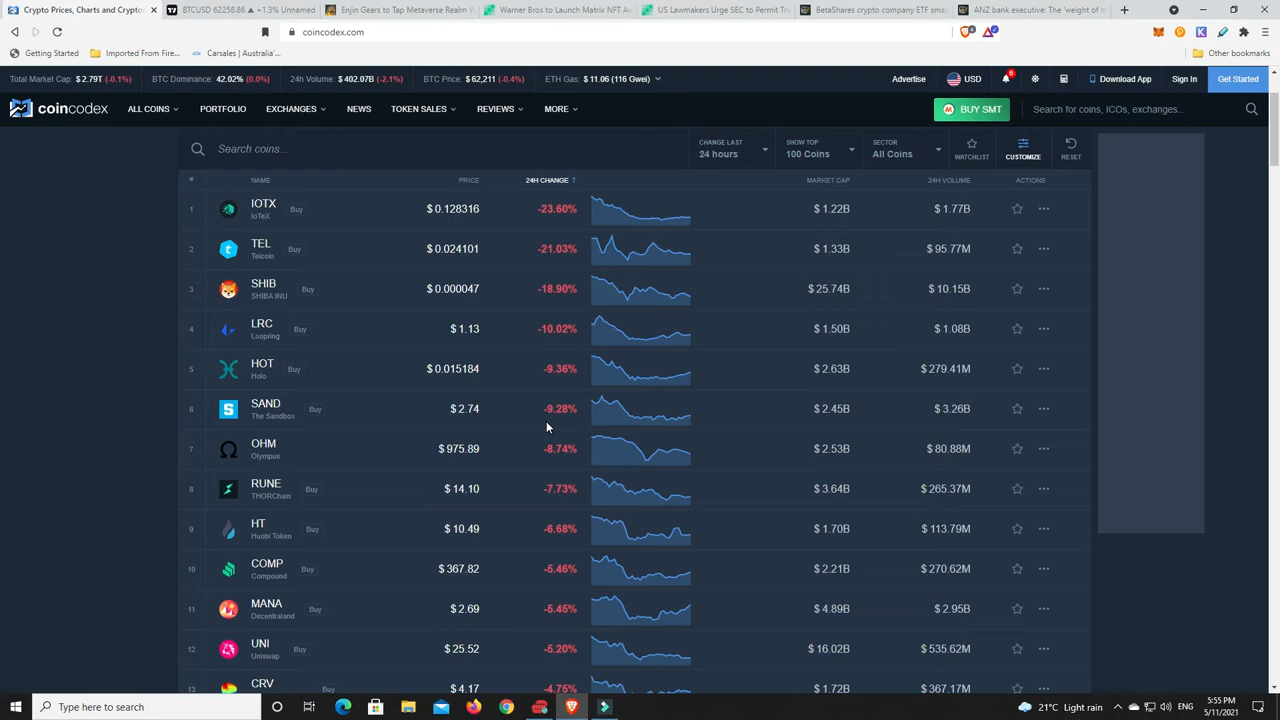 Crypto Prices, Charts and Cryptoc
BTCUSD 62258.86 ▲ +1.3% Unnamed
Enjin Gears to Tap Metaverse Realm W
Warner Bros to Launch Matrix NFT Av
US Lawmakers Urge SEC to Permit Tra
BetaShares crypto company ETF smas
ANZ bank executive: The 'weight of m
coincodex.com
Getting Started
Imported From Fire...
Carsales (Australia'...
Other bookmarks
Total Market Cap: $ 2.79T (-0.1%) BTC Dominance: 42.02% (0.0%) 24h Volume: $ 402.07B (-2.1%) BTC Price: $ 62,211 (-0.4%) ETH Gas: $ 11.06 (116 Gwei) Advertise USD 6 Download App Sign In Get Started
coincodex ALL COINS PORTFOLIO EXCHANGES NEWS TOKEN SALES REVIEWS MORE BUY SMT Search for coins, ICOs, exchanges...
Search coins...
CHANGE LAST
24 hours
SHOW TOP
100 Coins
SECTOR
All Coins
WATCHLIST
CUSTOMIZE
RESET
# NAME PRICE 24H CHANGE ↑ MARKET CAP 24H VOLUME ACTIONS
1 IOTX Buy $ 0.128316 -23.60% $ 1.22B $ 1.77B
IoTeX
2 TEL Buy $ 0.024101 -21.03% $ 1.33B $ 95.77M
Telcoin
3 SHIB Buy $ 0.000047 -18.90% $ 25.74B $ 10.15B
SHIBA INU
4 LRC Buy $ 1.13 -10.02% $ 1.50B $ 1.08B
Loopring
5 HOT Buy $ 0.015184 -9.36% $ 2.63B $ 279.41M
Holo
6 SAND Buy $ 2.74 -9.28% $ 2.45B $ 3.26B
The Sandbox
7 OHM $ 975.89 -8.74% $ 2.53B $ 80.88M
Olympus
8 RUNE Buy $ 14.10 -7.73% $ 3.64B $ 265.37M
THORChain
9 HT Buy $ 10.49 -6.68% $ 1.70B $ 113.79M
Huobi Token
10 COMP Buy $ 367.82 -5.46% $ 2.21B $ 270.62M
Compound
11 MANA Buy $ 2.69 -5.45% $ 4.89B $ 2.95B
Decentraland
12 UNI Buy $ 25.52 -5.20% $ 16.02B $ 535.62M
Uniswap
13 CRV Buy $ 4.17 -4.75% $ 1.72B $ 367.17M
Type here to search
21°C Light rain
ENG
5:55 PM
5/11/2021